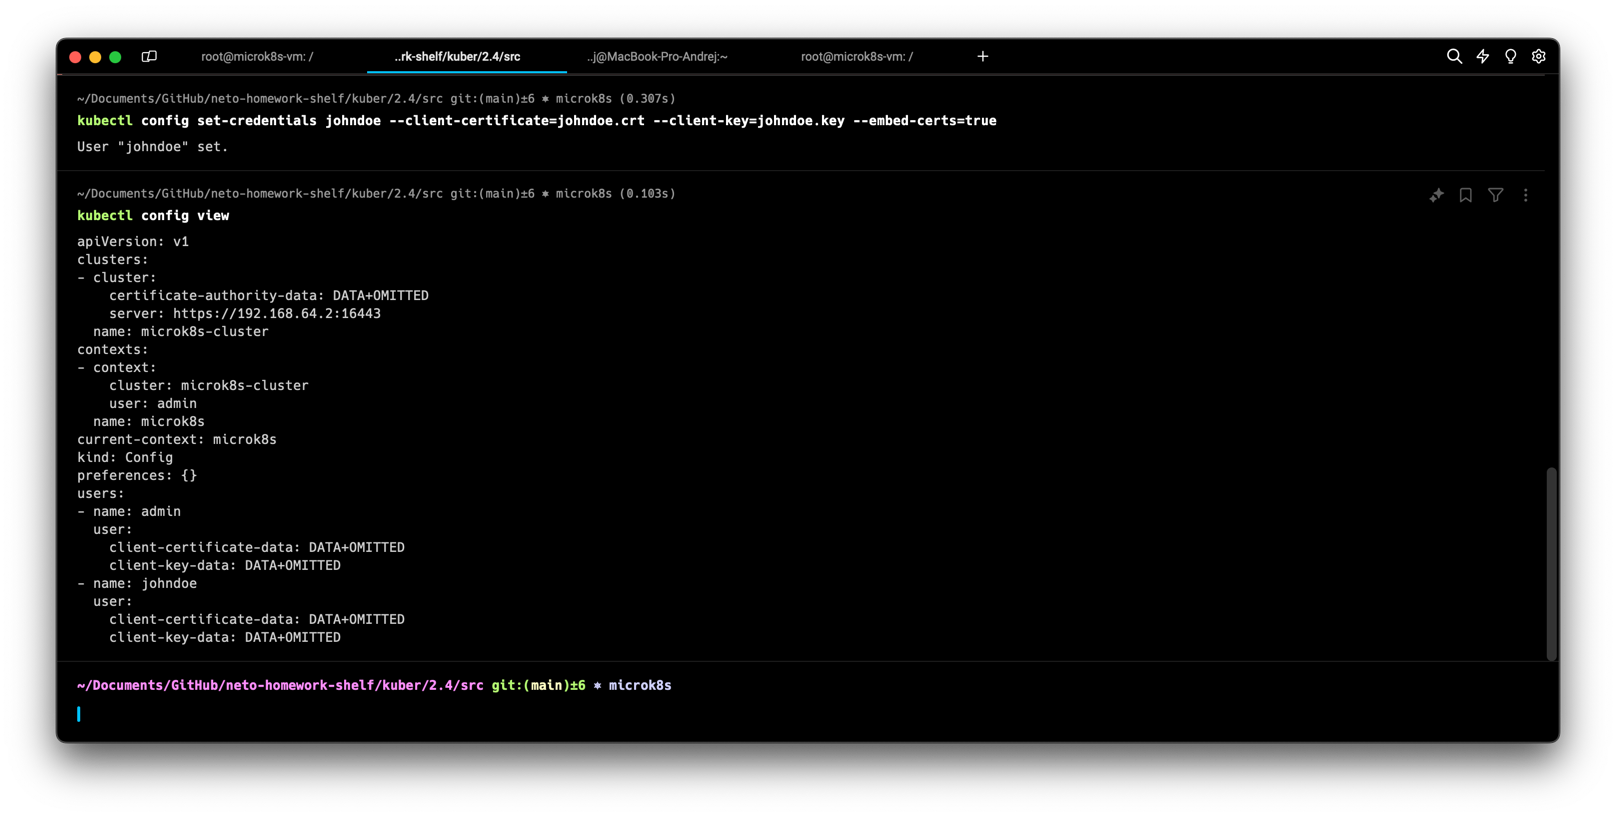 root@microk8s-vm: /
..rk-shelf/kuber/2.4/src
..j@MacBook-Pro-Andrej:~
root@microk8s-vm: /
~/Documents/GitHub/neto-homework-shelf/kuber/2.4/src git:(main)±6 ⎈ microk8s (0.307s)
kubectl config set-credentials johndoe --client-certificate=johndoe.crt --client-key=johndoe.key --embed-certs=true
User "johndoe" set.
~/Documents/GitHub/neto-homework-shelf/kuber/2.4/src git:(main)±6 ⎈ microk8s (0.103s)
kubectl config view
apiVersion: v1
clusters:
- cluster:
    certificate-authority-data: DATA+OMITTED
    server: https://192.168.64.2:16443
  name: microk8s-cluster
contexts:
- context:
    cluster: microk8s-cluster
    user: admin
  name: microk8s
current-context: microk8s
kind: Config
preferences: {}
users:
- name: admin
  user:
    client-certificate-data: DATA+OMITTED
    client-key-data: DATA+OMITTED
- name: johndoe
  user:
    client-certificate-data: DATA+OMITTED
    client-key-data: DATA+OMITTED
~/Documents/GitHub/neto-homework-shelf/kuber/2.4/src git:(main)±6 ⎈ microk8s